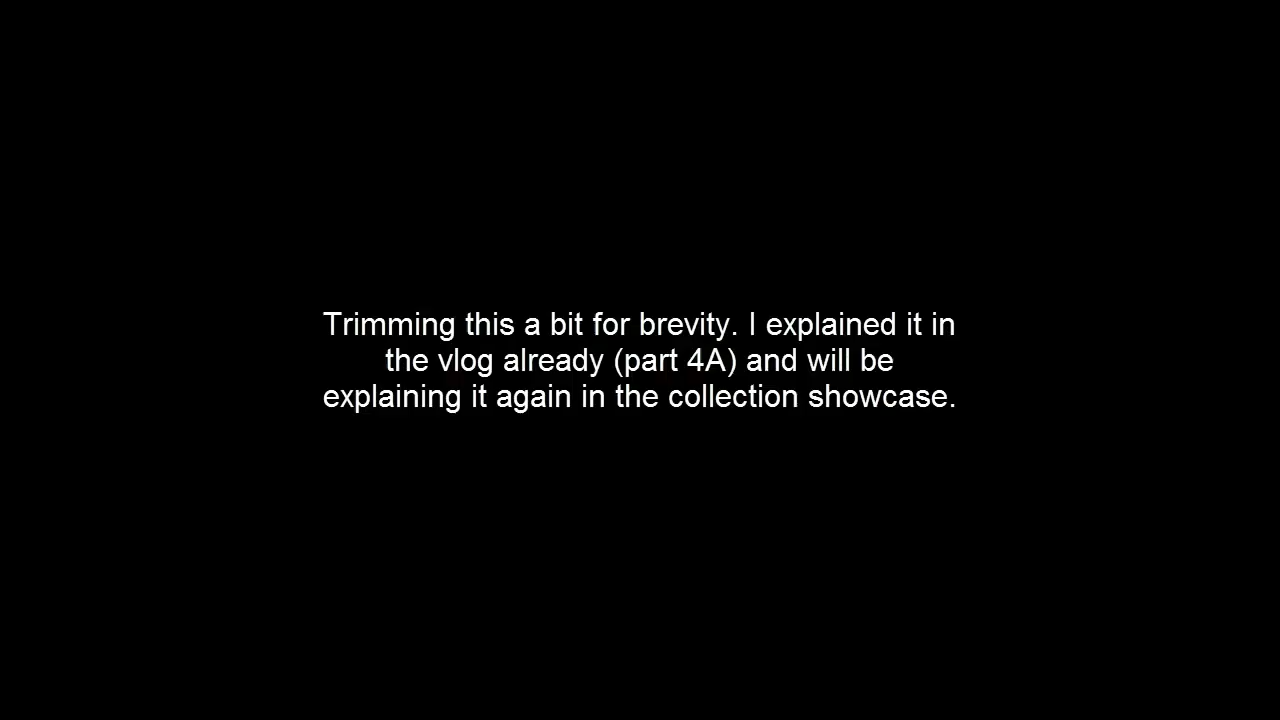 Trimming this a bit for brevity. I explained it in
the vlog already (part 4A) and will be
explaining it again in the collection showcase.